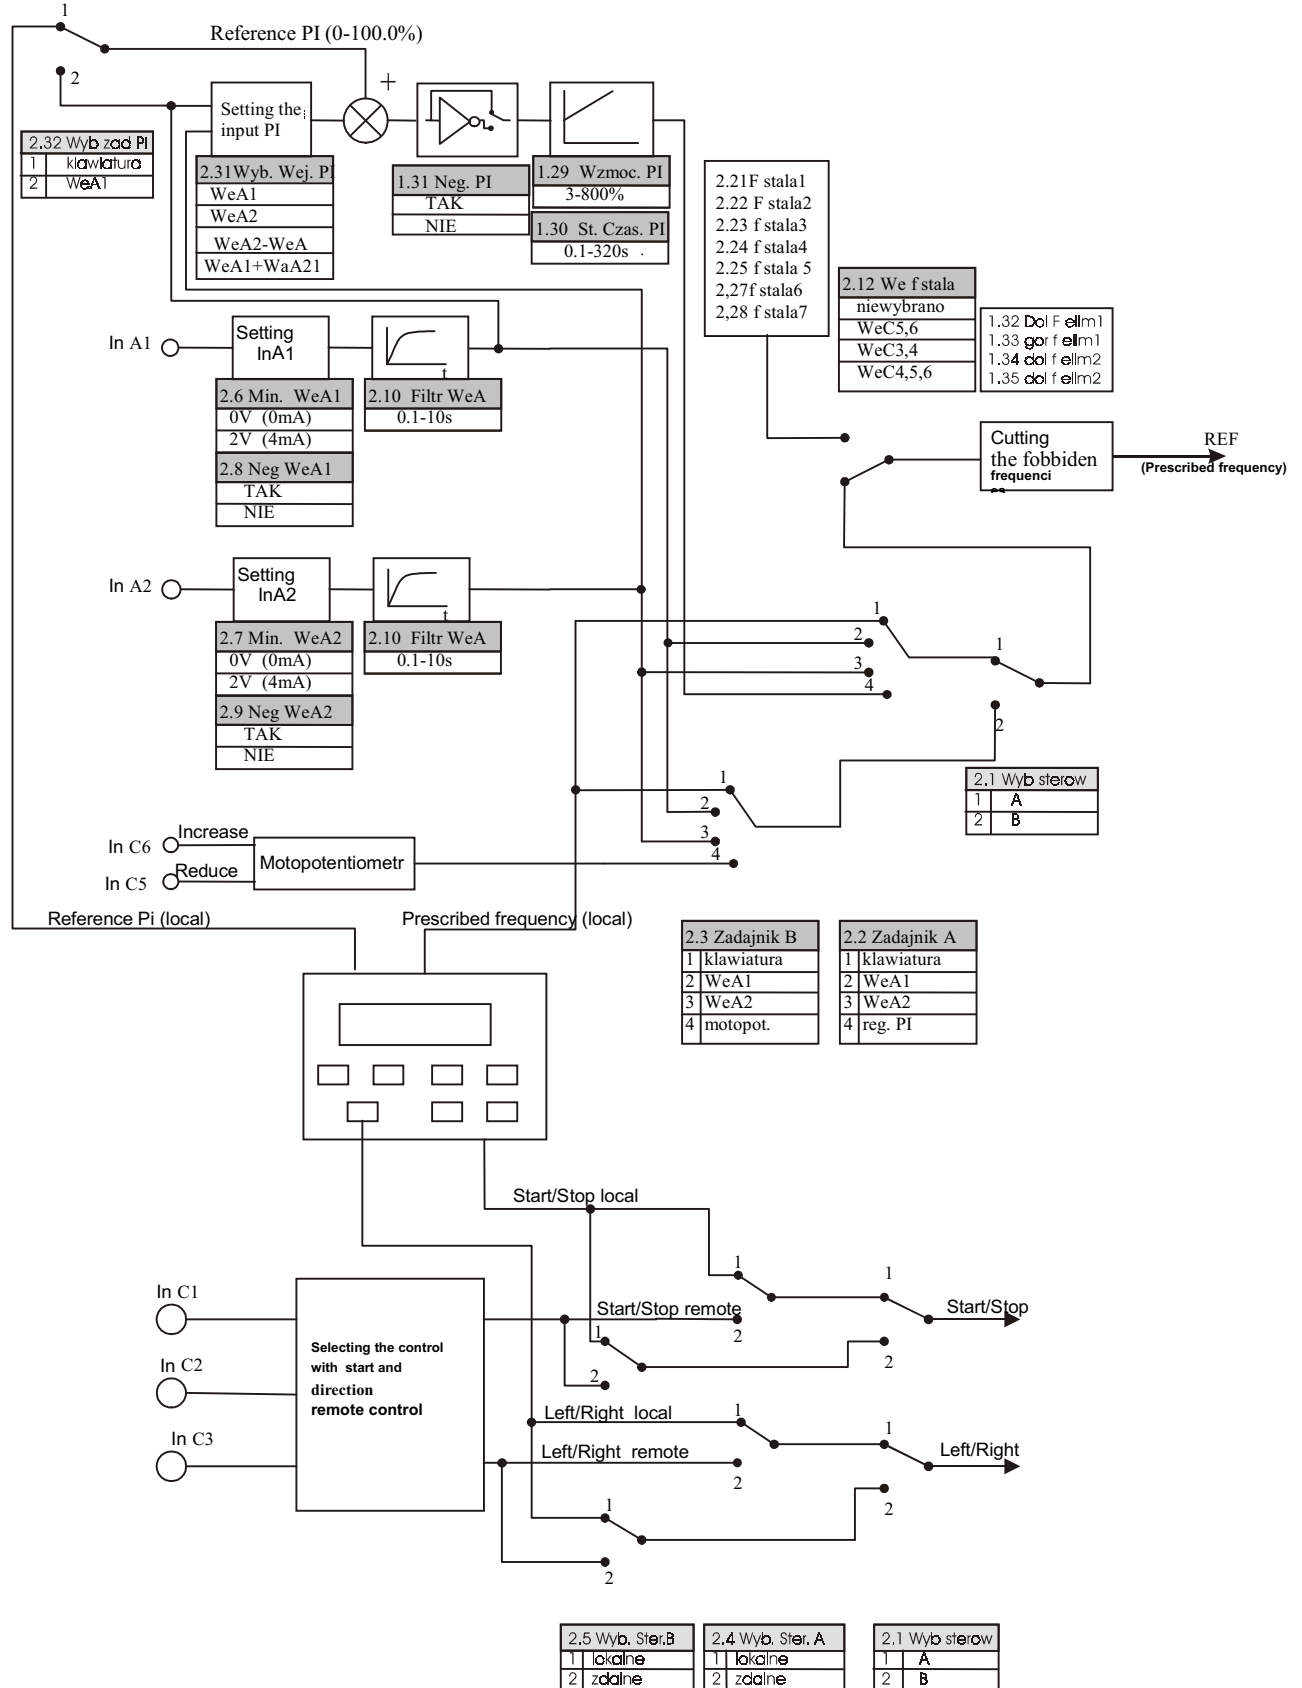 1
Reference PI (0-100.0%)
2
+
Setting the
input PI
2.32 Wyb zad PI
1 klawiatura
2 WeA1
2.31Wyb. Wej. PI
WeA1
WeA2
WeA2-WeA
WeA1+WaA21
1.31 Neg. PI
TAK
NIE
1.29 Wzmoc. PI
3-800%
1.30 St. Czas. PI
0.1-320s .
2.21F stala1
2.22 F stala2
2.23 f stala3
2.24 f stala4
2.25 f stala 5
2,27f stala6
2,28 f stala7
2.12 We f stala
niewybrano
WeC5,6
WeC3,4
WeC4,5,6
1.32 Dol F elim1
1.33 gor f elim1
1.34 dol f elim2
1.35 dol f elim2
In A1
Setting
InA1
t
2.6 Min. WeA1
0V (0mA)
2V (4mA)
2.8 Neg WeA1
TAK
NIE
2.10 Filtr WeA
0.1-10s
Cutting
the fobbiden
frequenci
es
REF
(Prescribed frequency)
In A2
Setting
InA2
t
2.7 Min. WeA2
0V (0mA)
2V (4mA)
2.9 Neg WeA2
TAK
NIE
2.10 Filtr WeA
0.1-10s
1
2
3
4
1
2
2.1 Wyb sterow
1 A
2 B
1
2
3
4
In C6
Increase
In C5
Reduce
Motopotentiometr
Reference Pi (local)
Prescribed frequency (local)
2.3 Zadajnik B
1 klawiatura
2 WeA1
3 WeA2
4 motopot.
2.2 Zadajnik A
1 klawiatura
2 WeA1
3 WeA2
4 reg. PI
Start/Stop local
1
1
In C1
Start/Stop remote
Start/Stop
2
1
2
2
In C2
In C3
Selecting the control
with start and
direction
remote control
Left/Right local
1
1
Left/Right remote
Left/Right
2
1
2
2
2.5 Wyb. Ster.B
1 lokalne
2 zdalne
2.4 Wyb. Ster. A
1 lokalne
2 zdalne
2.1 Wyb sterow
1 A
2 B